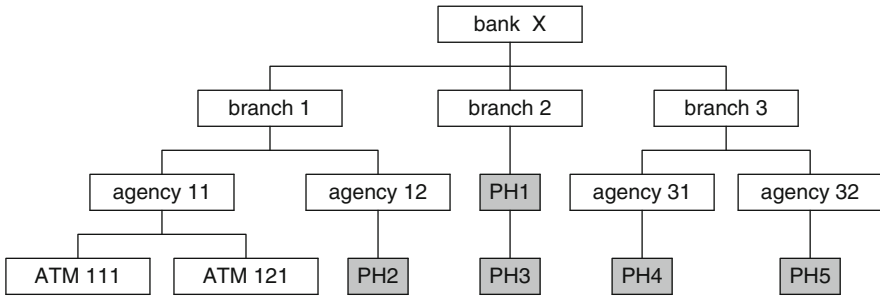 bank X
branch 1
branch 2
branch 3
agency 11
agency 12
PH1
agency 31
agency 32
ATM 111
ATM 121
PH2
PH3
PH4
PH5